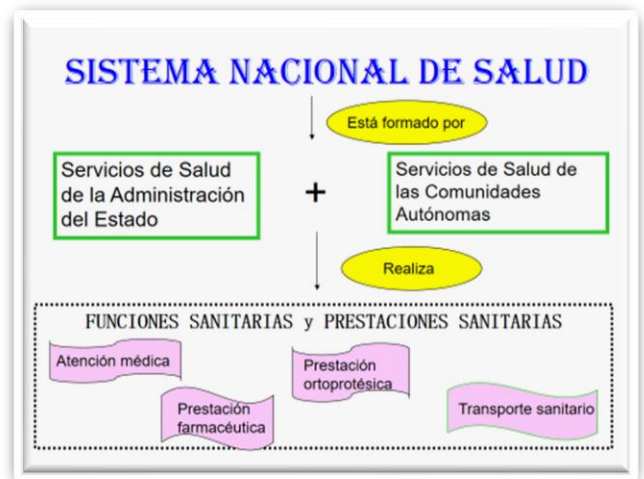 SISTEMA NACIONAL DE SALUD
Está formado por
Servicios de Salud
de la Administración
del Estado
+
Servicios de Salud de
las Comunidades
Autónomas
Realiza
FUNCIONES SANITARIAS y PRESTACIONES SANITARIAS
Atención médica
Prestación
farmacéutica
Prestación
ortoprotésica
Transporte sanitario